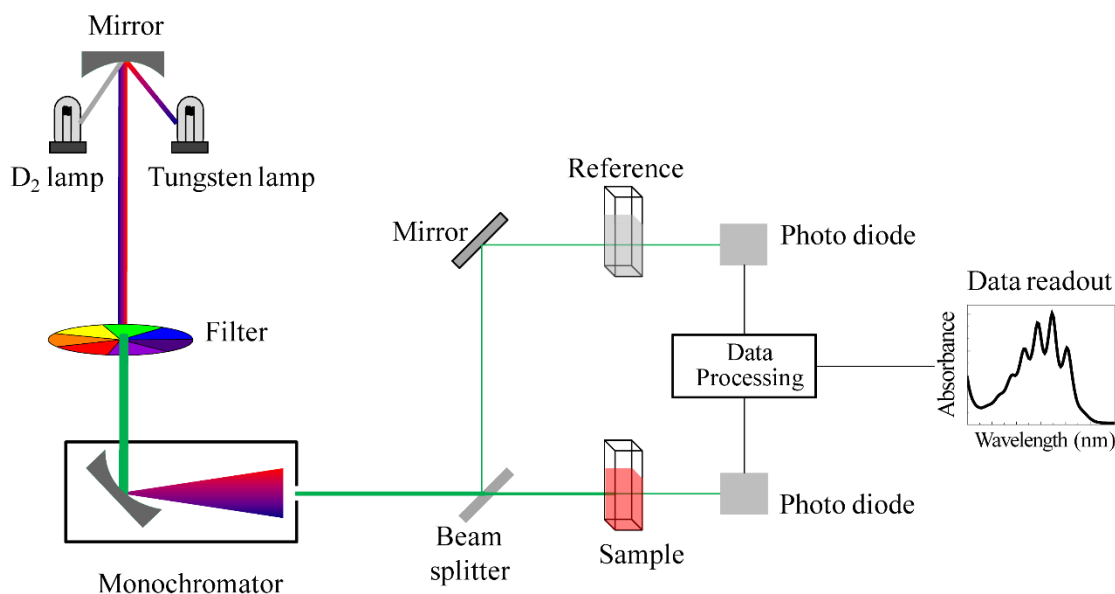 Mirror
D₂ lamp
Tungsten lamp
Filter
Monochromator
Mirror
Beam
splitter
Reference
Sample
Photo diode
Data
Processing
Photo diode
Data readout
Absorbance
Wavelength (nm)